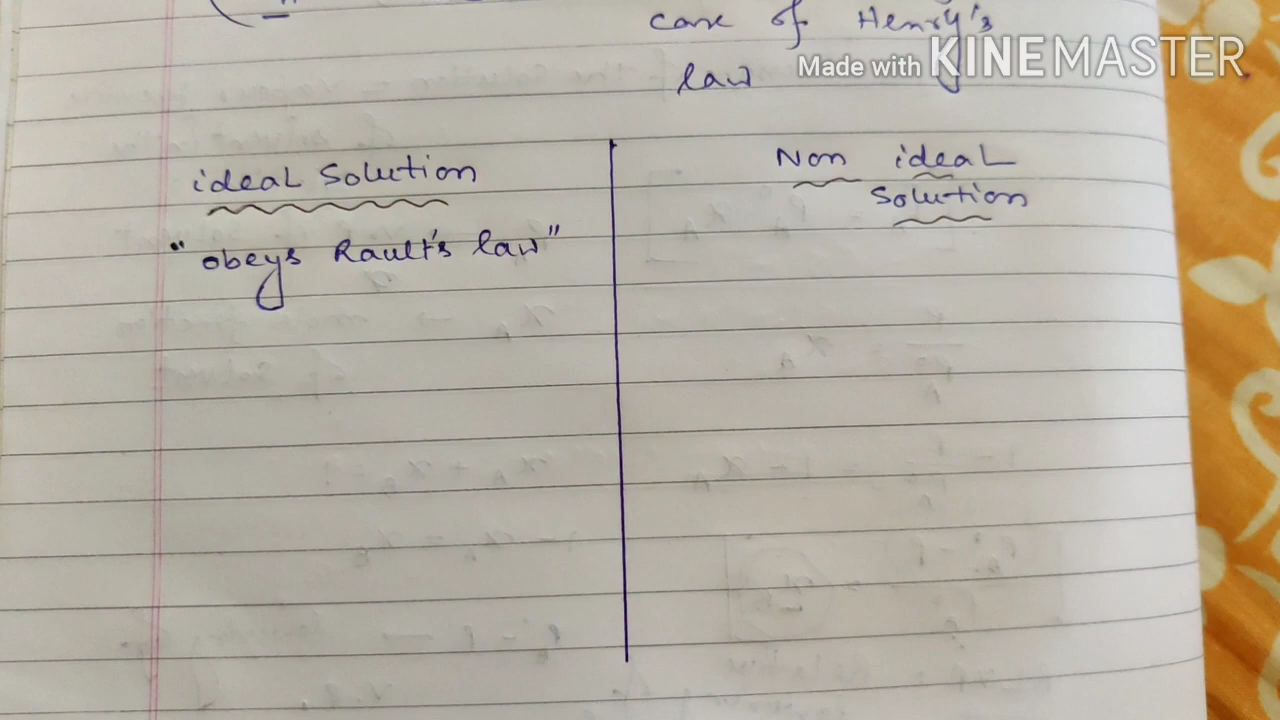 case of Henry's
law
Made with KINEMASTER
ideal Solution
Non ideal
Solution
"obeys Rault's law"